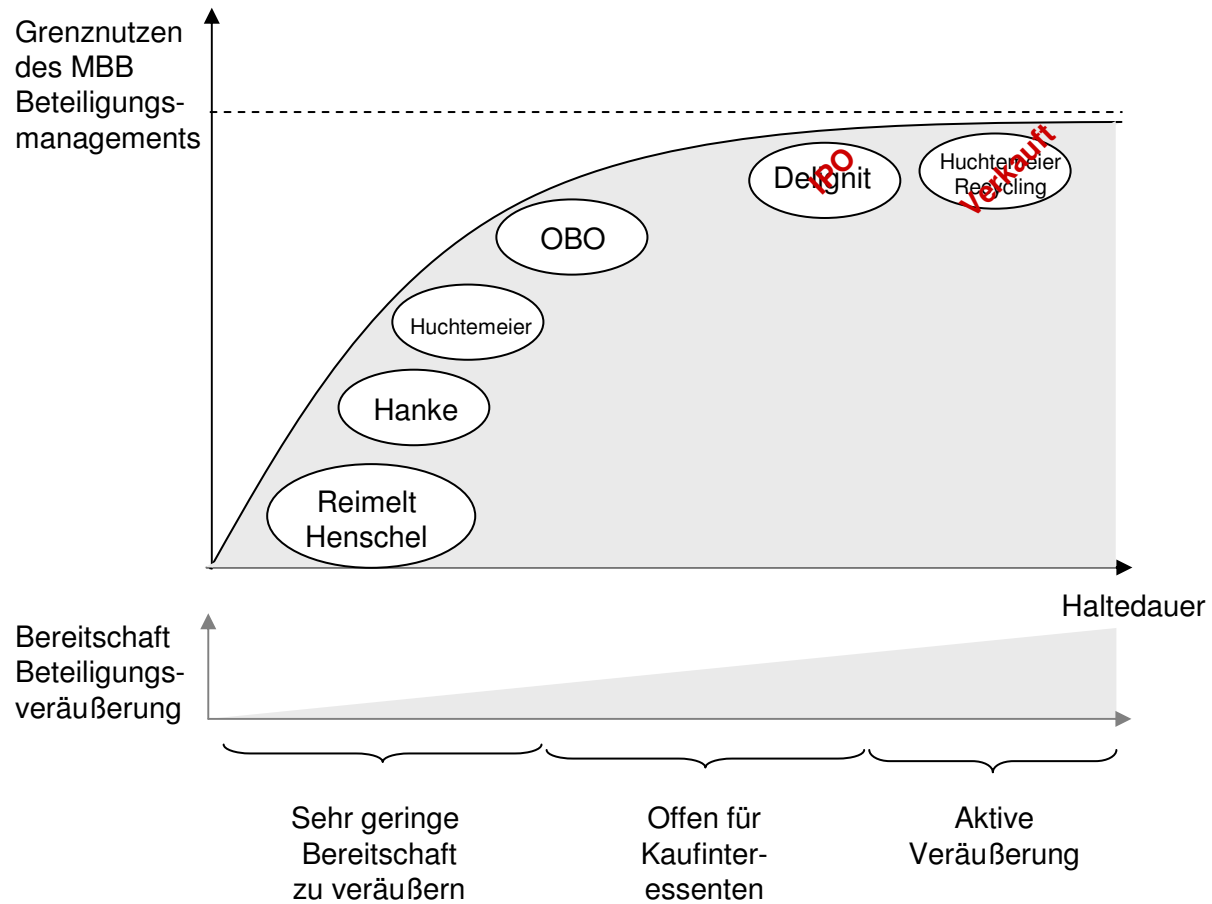 Grenznutzen
des MBB
Beteiligungs-
managements
Delignit
IPO
Huchtemeier
Recycling
Verkauft
OBO
Huchtemeier
Hanke
Reimelt
Henschel
Haltedauer
Bereitschaft
Beteiligungs-
veräußerung
Sehr geringe
Bereitschaft
zu veräußern
Offen für
Kaufinter-
essenten
Aktive
Veräußerung